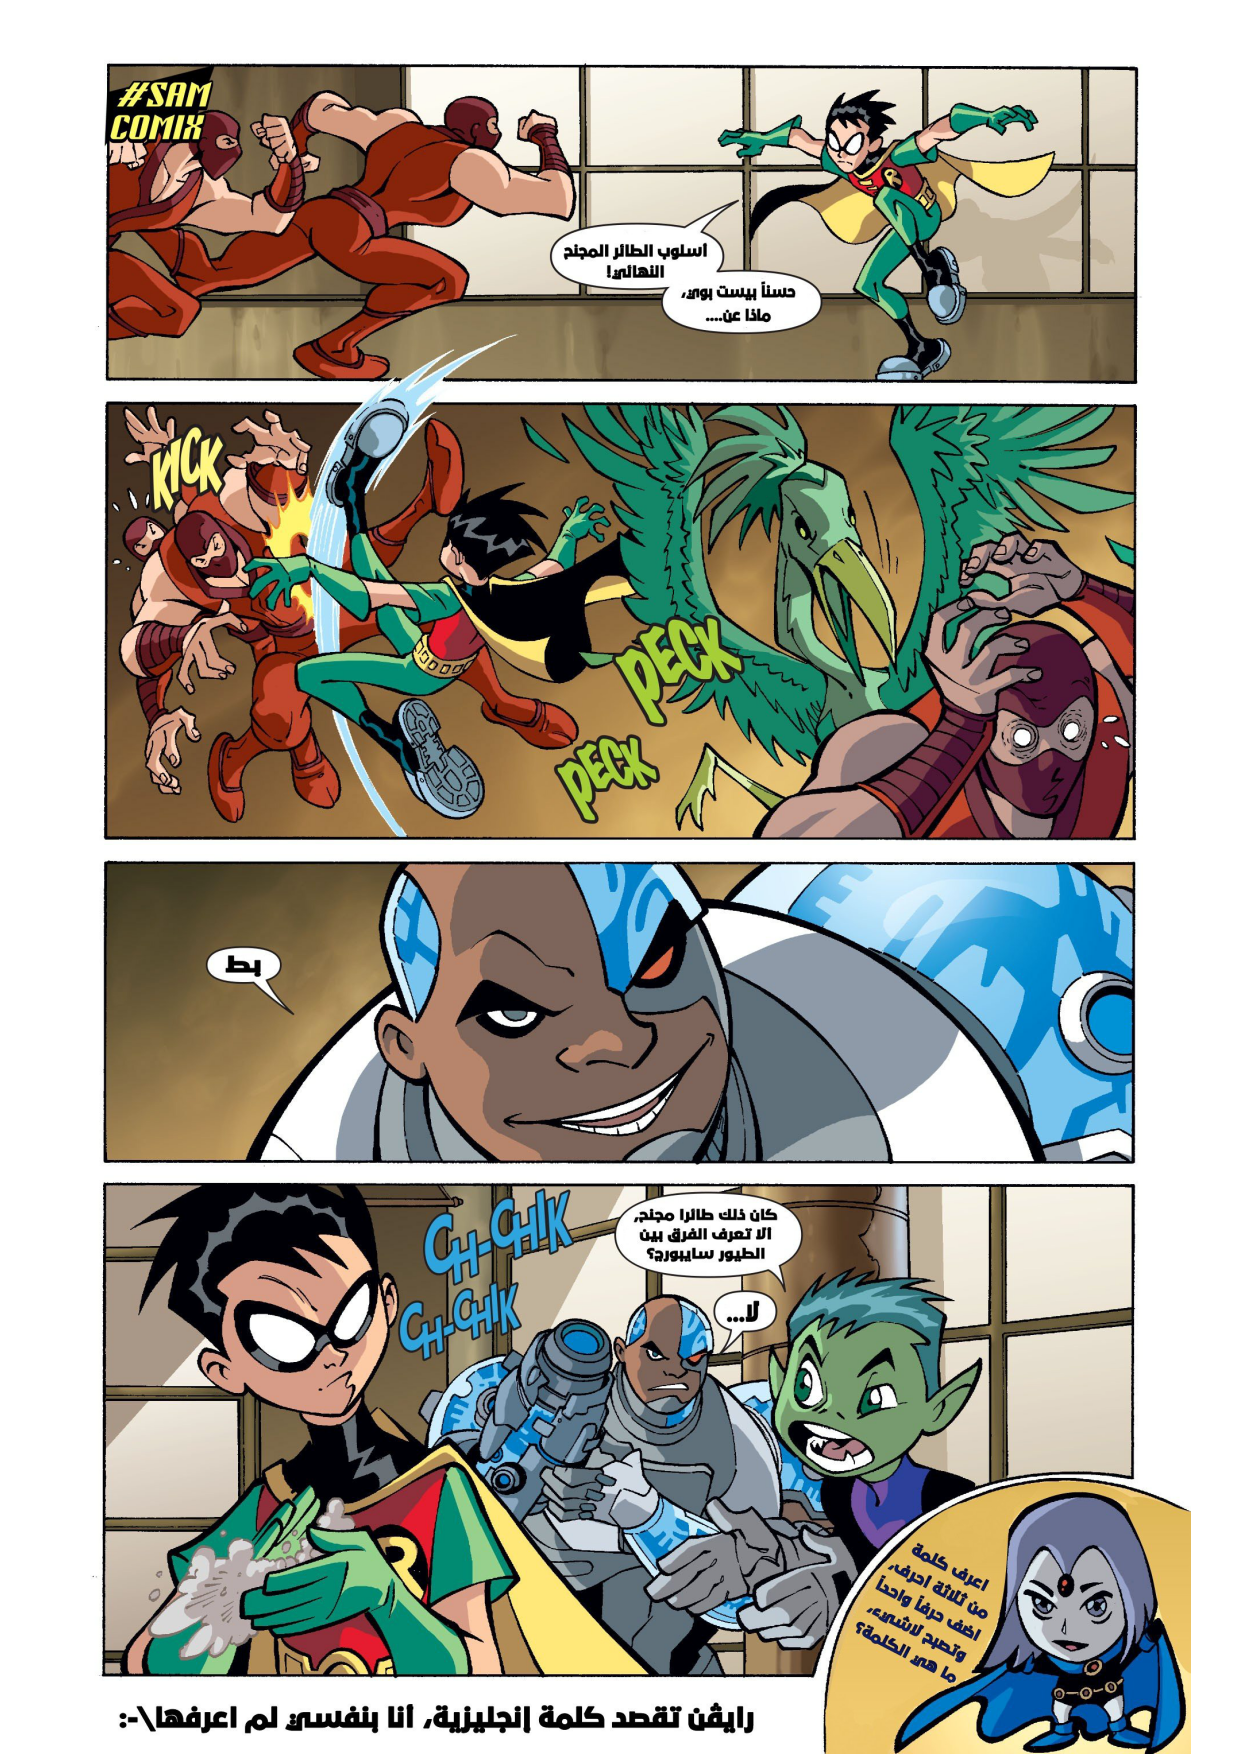 #SAM
COMIX
أسلوب الطائر المجنح
النهائي!
حسناً بيست بوي،
ماذا عن....
KICK
PECK
PECK
بط
CH-CHIK
CH-CHIK
كان ذلك طائرا مجنح,
ألا تعرف الفرق بين
الطيور سايبورج؟
لا...
R
اعرف كلمة
من ثلاثة احرف،
اضف حرفاً واحداً
وتصبح لاشيء،
ما هي الكلمة؟
رايڤن تقصد كلمة إنجليزية، أنا بنفسي لم اعرفها\-: